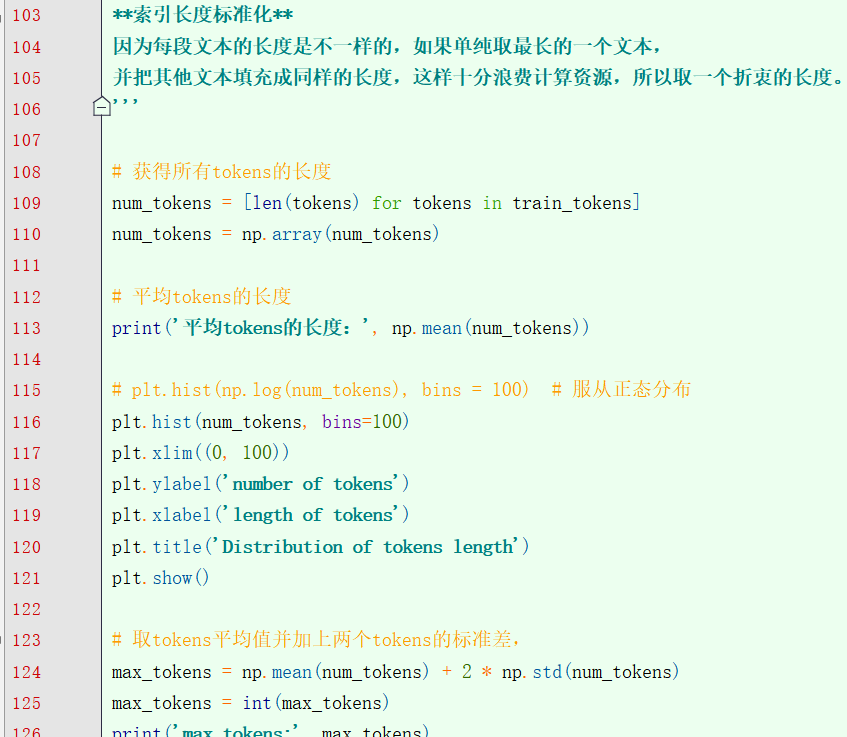 103 **索引长度标准化**
104 因为每段文本的长度是不一样的，如果单纯取最长的一个文本，
105 并把其他文本填充成同样的长度，这样十分浪费计算资源，所以取一个折衷的长度。
106 '''
107
108 # 获得所有tokens的长度
109 num_tokens = [len(tokens) for tokens in train_tokens]
110 num_tokens = np.array(num_tokens)
111
112 # 平均tokens的长度
113 print('平均tokens的长度：', np.mean(num_tokens))
114
115 # plt.hist(np.log(num_tokens), bins = 100)  # 服从正态分布
116 plt.hist(num_tokens, bins=100)
117 plt.xlim((0, 100))
118 plt.ylabel('number of tokens')
119 plt.xlabel('length of tokens')
120 plt.title('Distribution of tokens length')
121 plt.show()
122
123 # 取tokens平均值并加上两个tokens的标准差，
124 max_tokens = np.mean(num_tokens) + 2 * np.std(num_tokens)
125 max_tokens = int(max_tokens)
126 print('max tokens:', max_tokens)